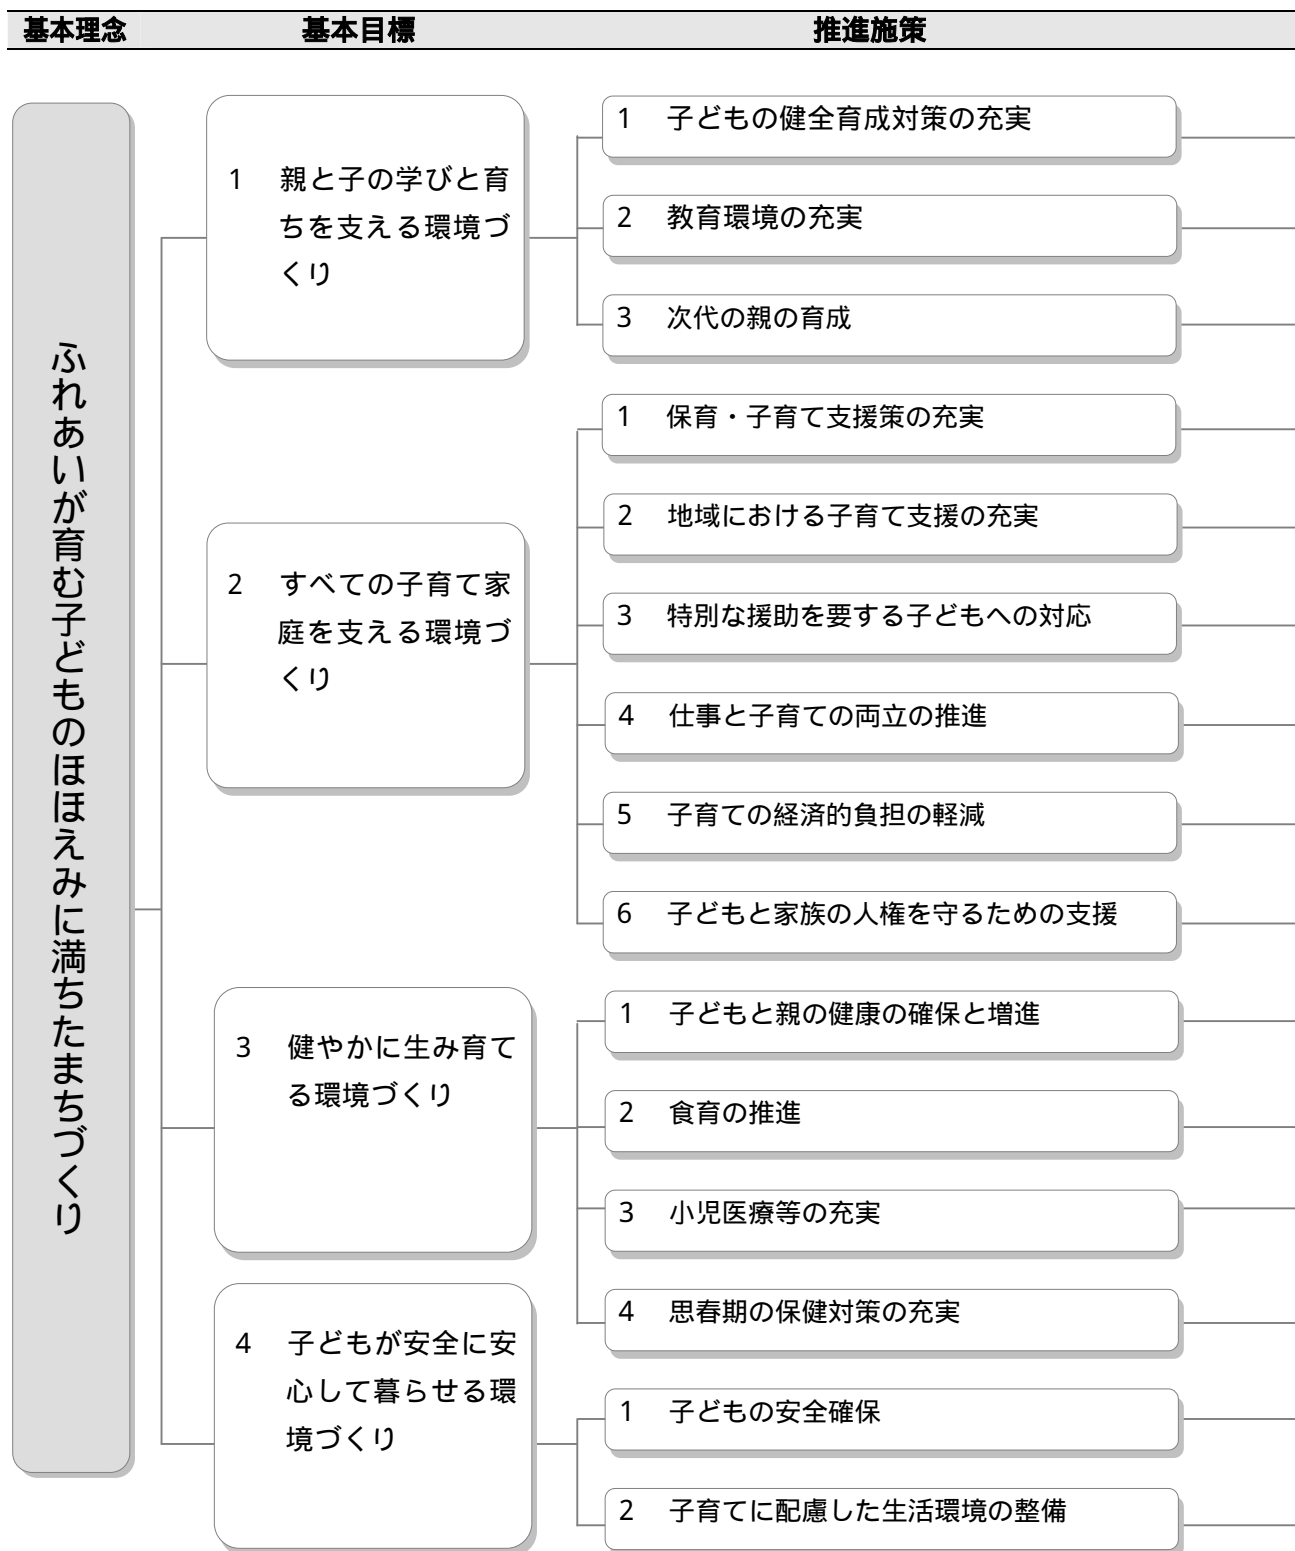 基本理念 基本目標 推進施策
ふれあいが育む子どものほほえみに満ちたまちづくり
1 親と子の学びと育
ちを支える環境づ
くり
1 子どもの健全育成対策の充実
2 教育環境の充実
3 次代の親の育成
2 すべての子育て家
庭を支える環境づ
くり
1 保育・子育て支援策の充実
2 地域における子育て支援の充実
3 特別な援助を要する子どもへの対応
4 仕事と子育ての両立の推進
5 子育ての経済的負担の軽減
6 子どもと家族の人権を守るための支援
3 健やかに生み育て
る環境づくり
1 子どもと親の健康の確保と増進
2 食育の推進
3 小児医療等の充実
4 思春期の保健対策の充実
4 子どもが安全に安
心して暮らせる環
境づくり
1 子どもの安全確保
2 子育てに配慮した生活環境の整備